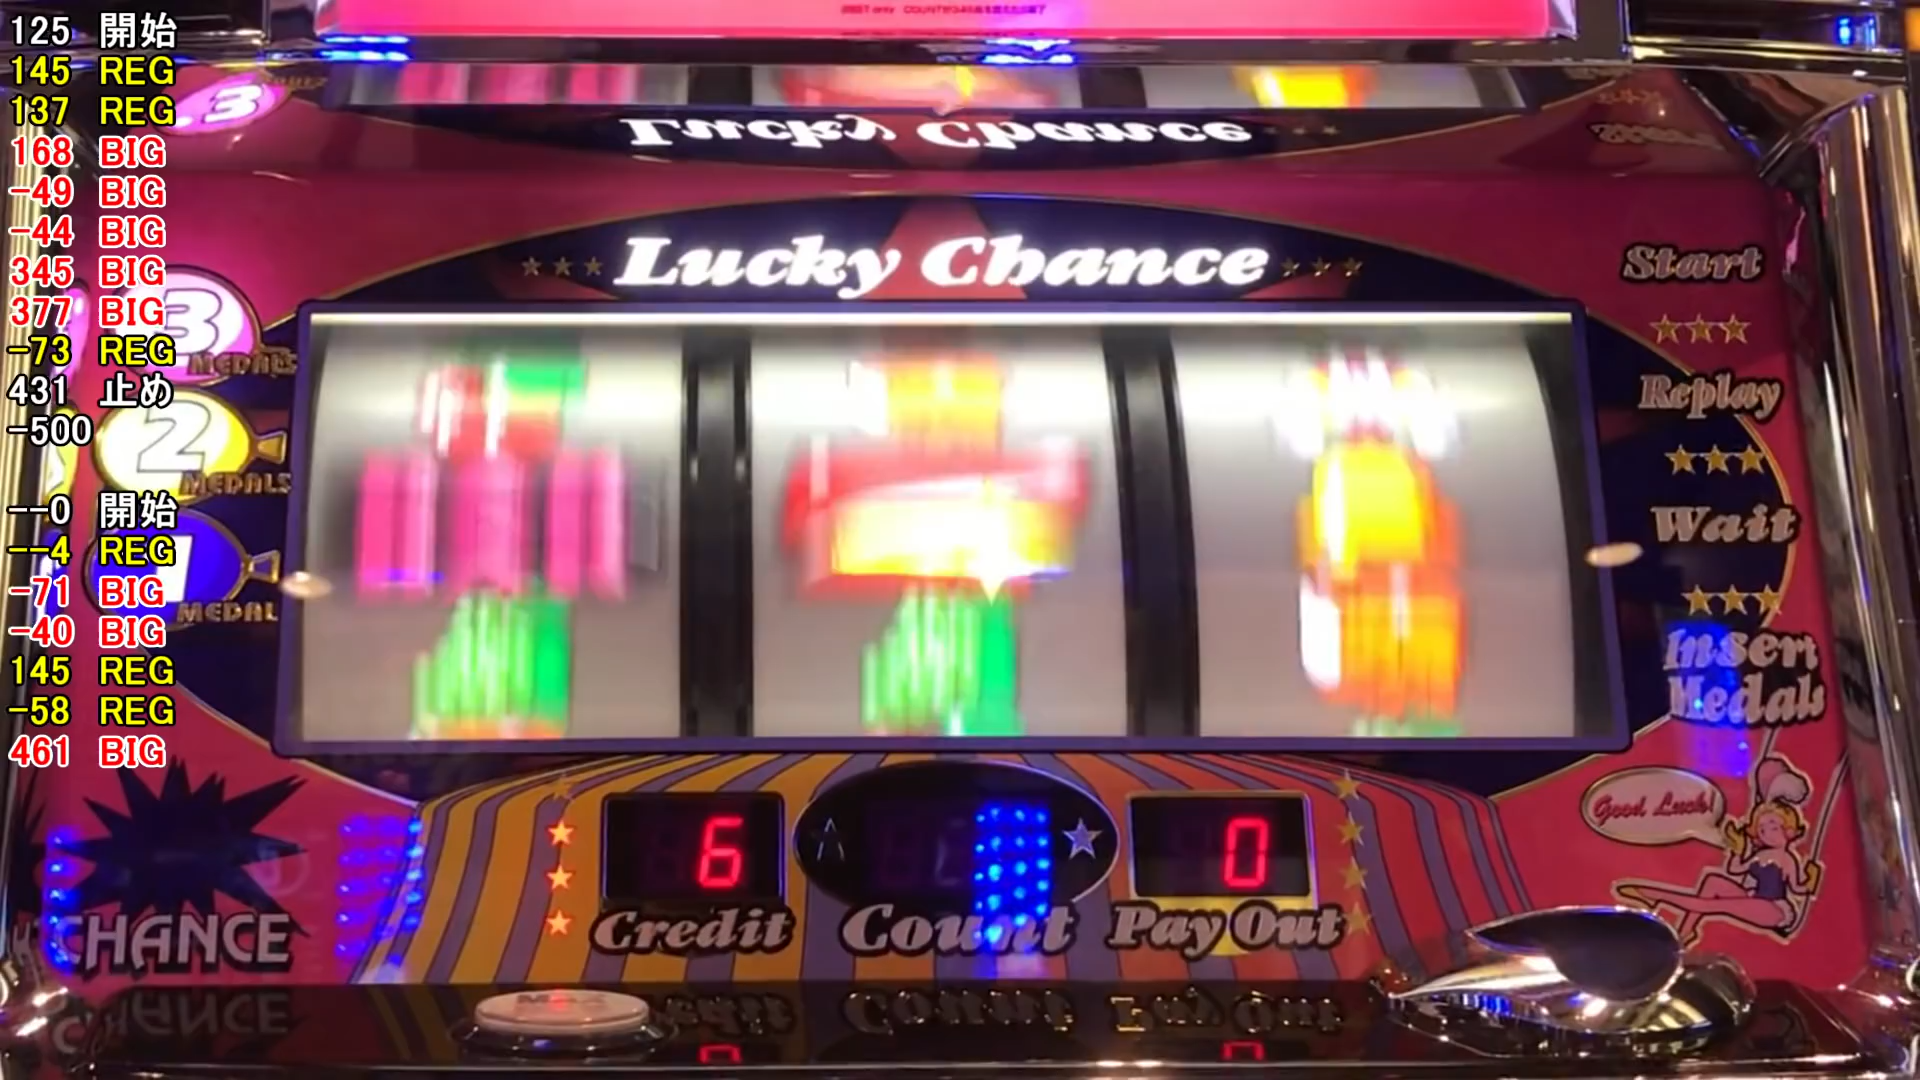 125 開始
145 REG
137 REG
168 BIG
-49 BIG
-44 BIG
345 BIG
377 BIG
-73 REG
431 止め
-500
--0 開始
--4 REG
-71 BIG
-40 BIG
145 REG
-58 REG
461 BIG
3
Lucky Chance
Lucky Chance
3
MEDALS
2
MEDALS
1
MEDAL
Start
Replay
Wait
Insert
Medals
Good Luck!
CHANCE
6
0
Credit
Count
Pay Out